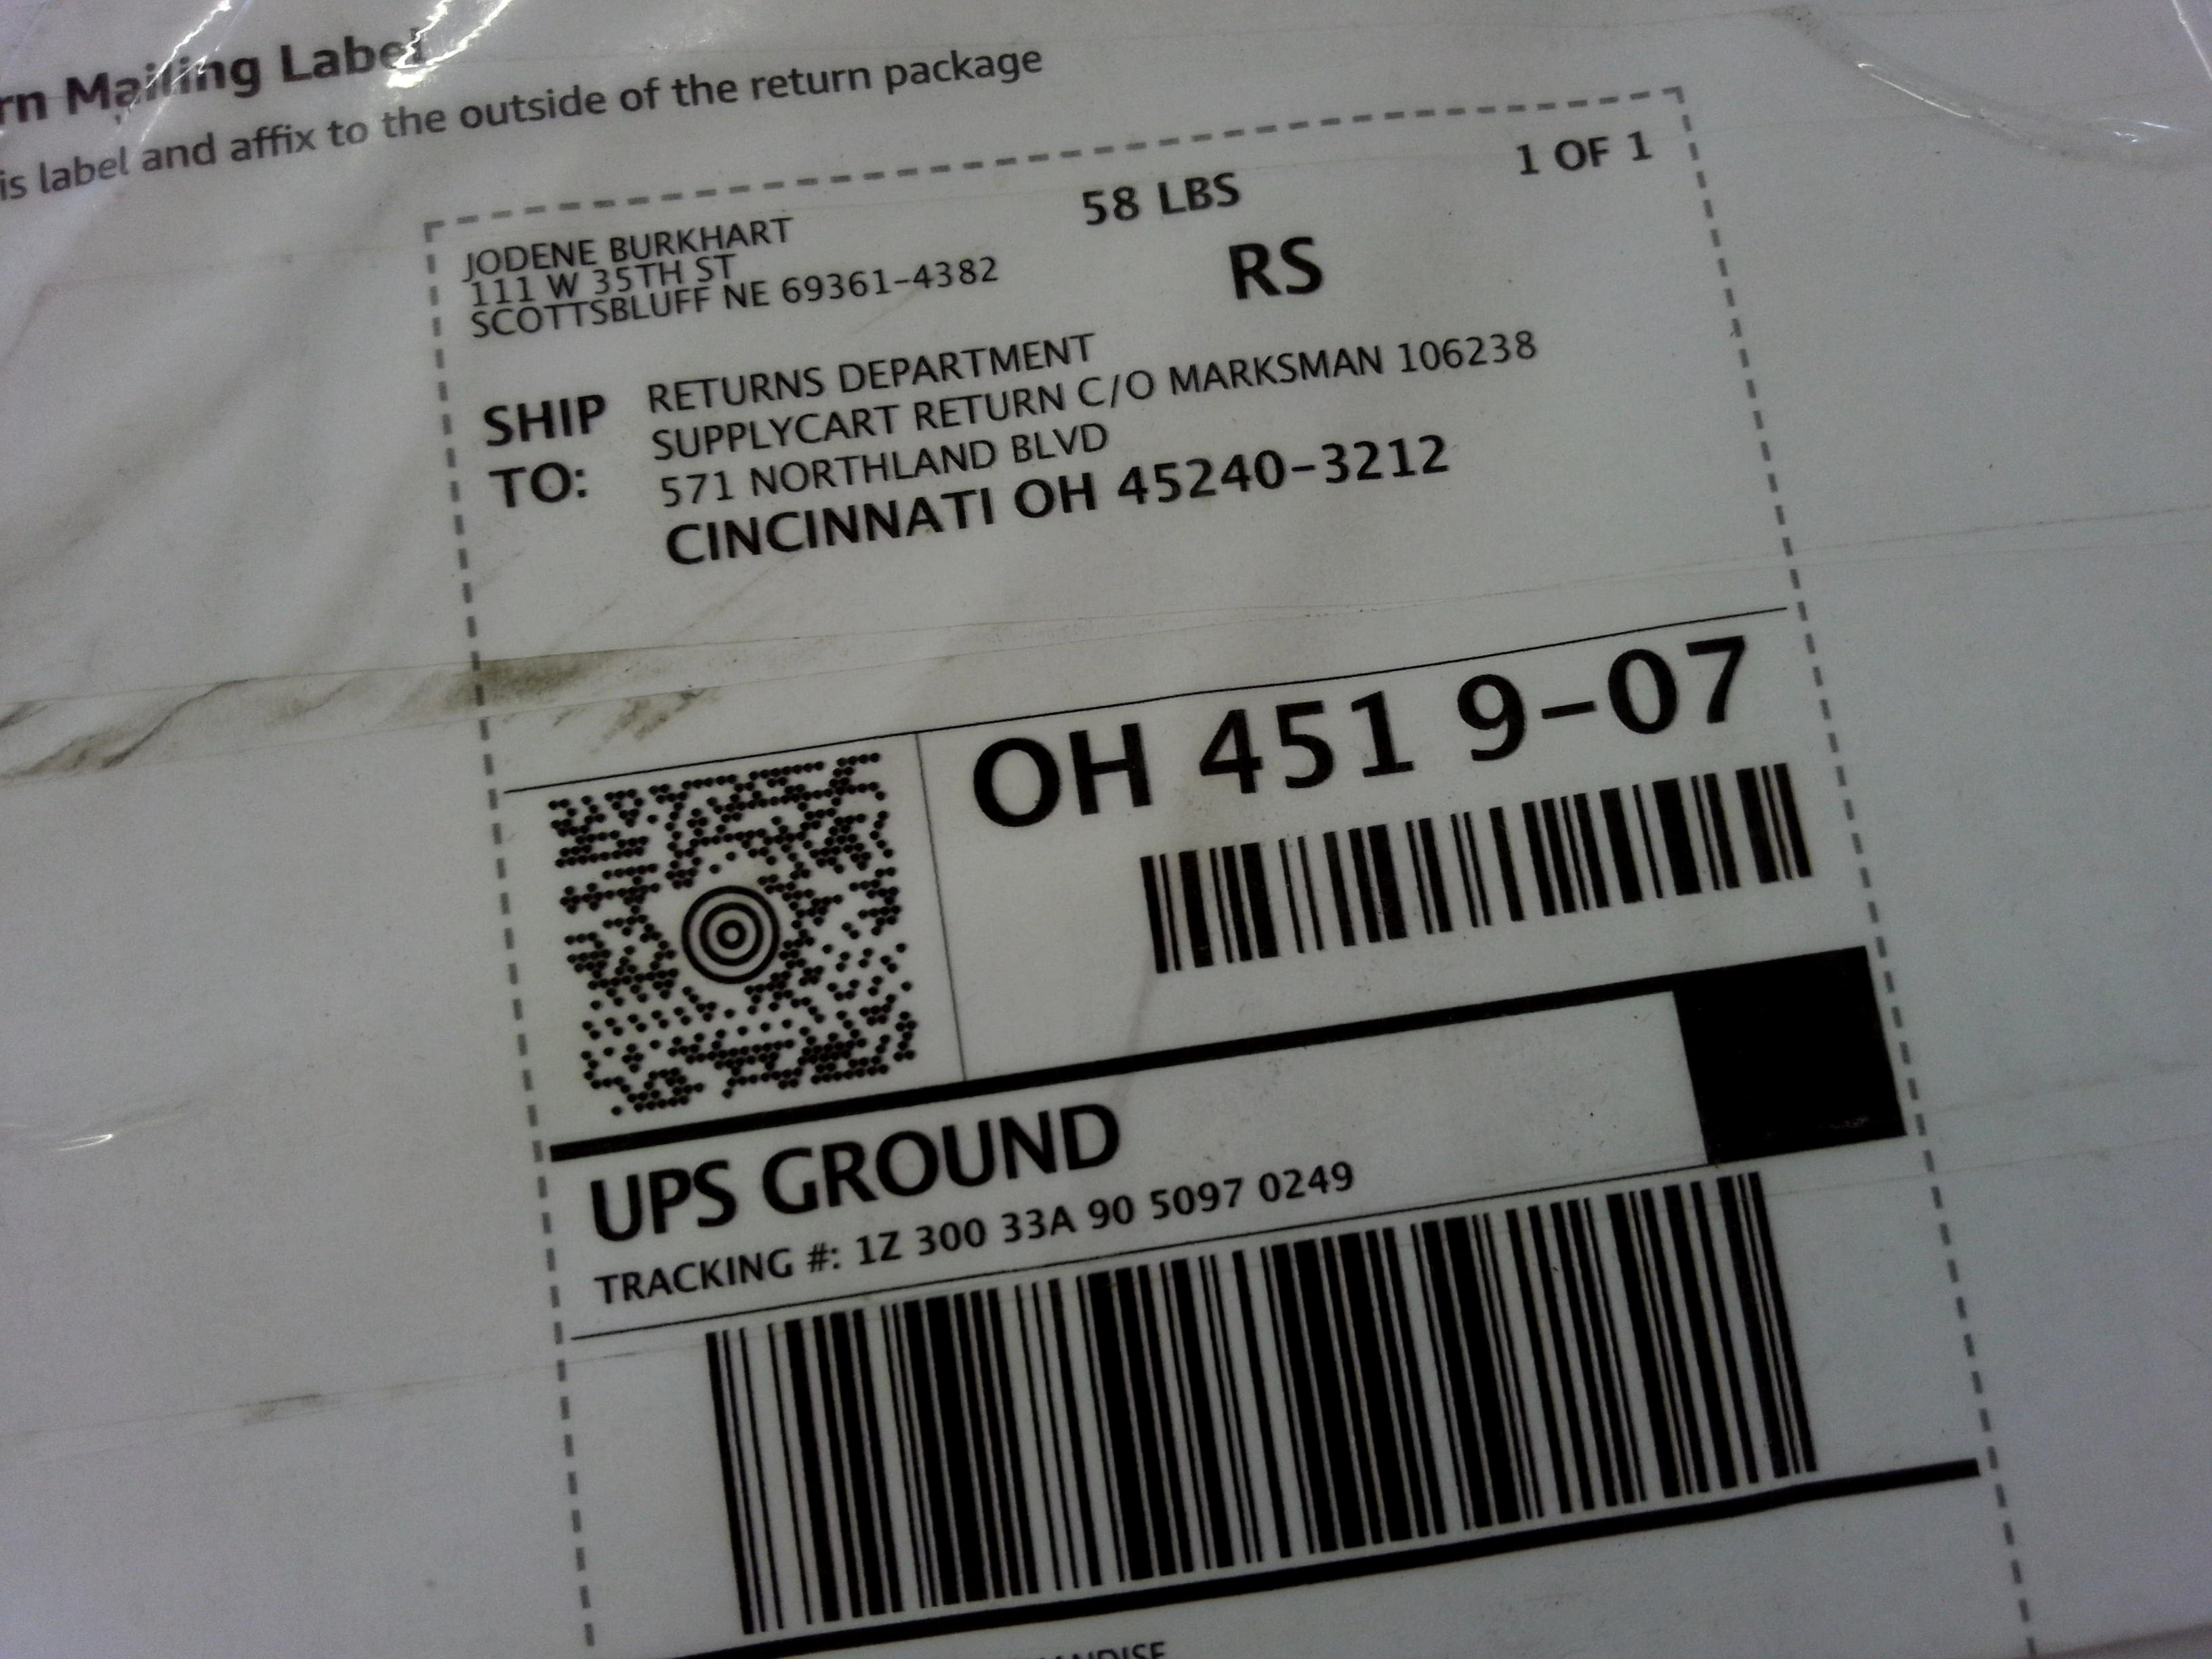 rn Mailing Label
is label and affix to the outside of the return package
JODENE BURKHART
111 W 35TH ST
SCOTTSBLUFF NE 69361-4382
58 LBS
1 OF 1
RS
SHIP TO:
RETURNS DEPARTMENT
SUPPLYCART RETURN C/O MARKSMAN 106238
571 NORTHLAND BLVD
CINCINNATI OH 45240-3212
OH 451 9-07
UPS GROUND
TRACKING #: 1Z 300 33A 90 5097 0249